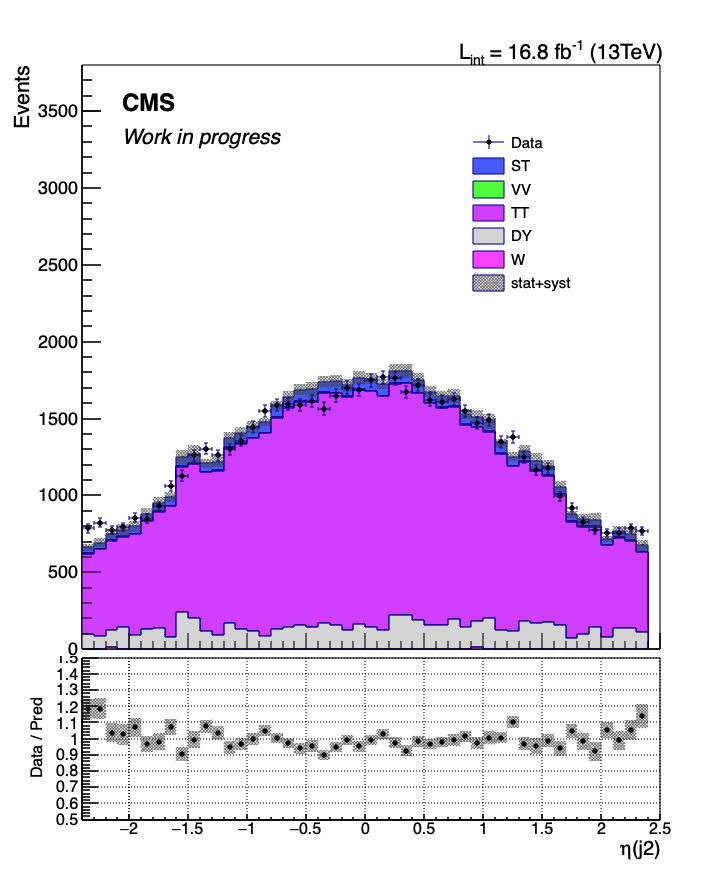 L_int = 16.8 fb⁻¹ (13TeV)
Events
CMS
Work in progress
Data
ST
VV
TT
DY
W
stat+syst
3500
3000
2500
2000
1500
1000
500
0
Data / Pred
1.5
1.4
1.3
1.2
1.1
1
0.9
0.8
0.7
0.6
0.5
−2 −1.5 −1 −0.5 0 0.5 1 1.5 2 2.5
η(j2)